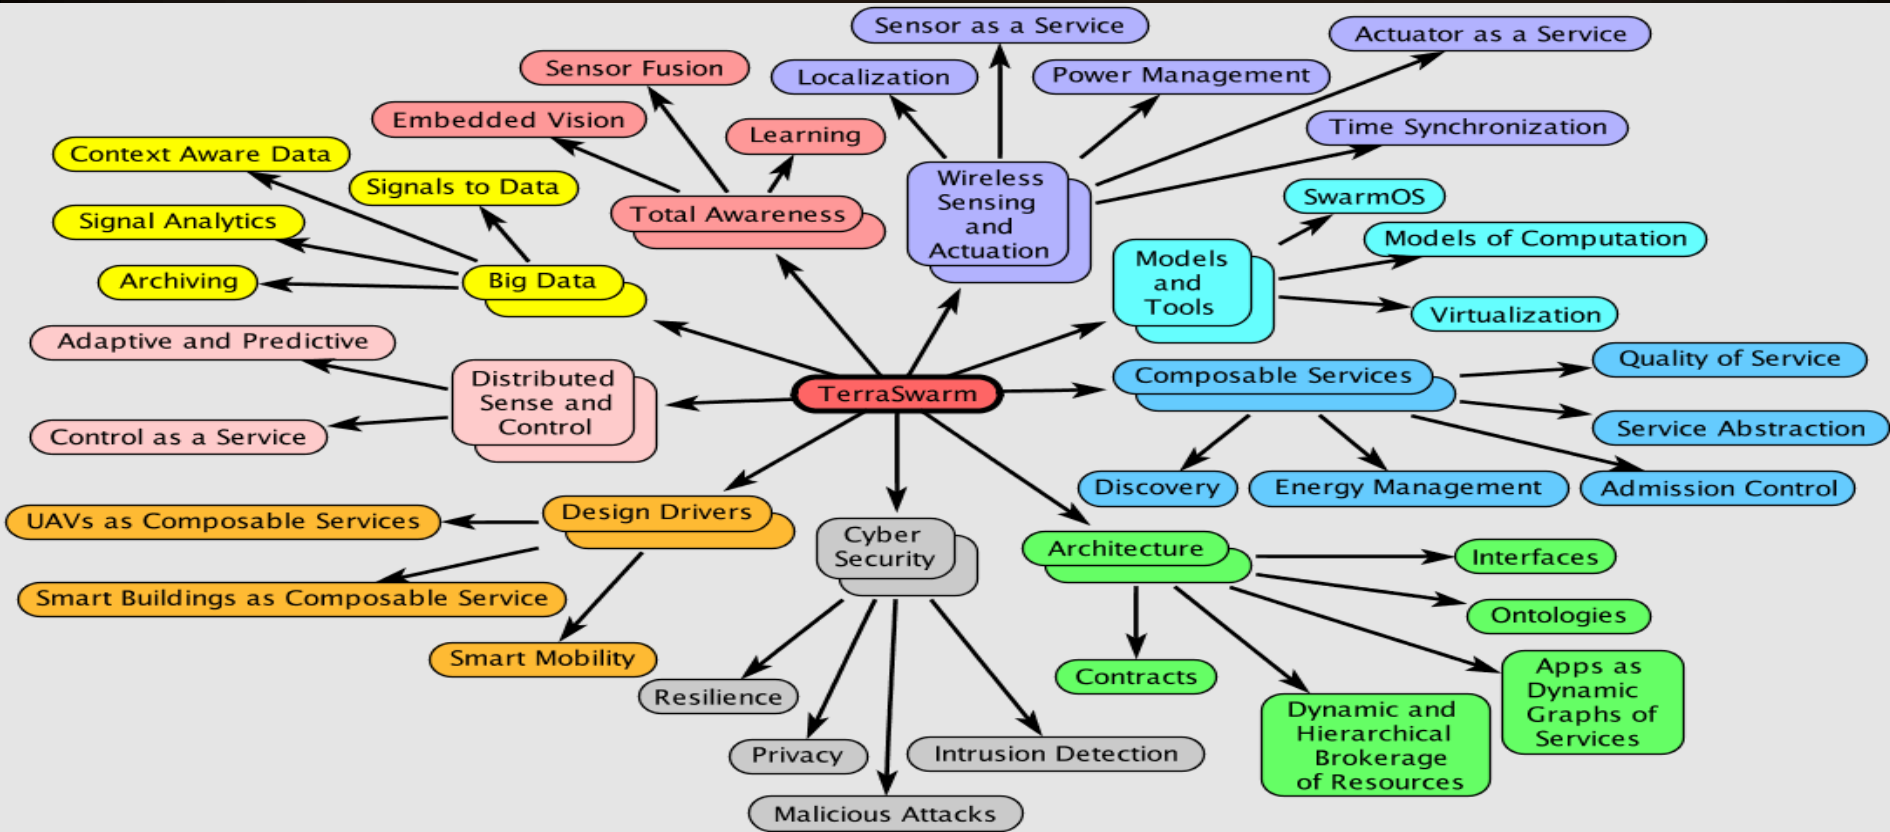 Sensor as a Service
Actuator as a Service
Sensor Fusion
Localization
Power Management
Embedded Vision
Learning
Time Synchronization
Context Aware Data
Signals to Data
Wireless
Sensing
and
Actuation
SwarmOS
Signal Analytics
Total Awareness
Models of Computation
Archiving
Big Data
Models
and
Tools
Virtualization
Adaptive and Predictive
Distributed
Sense and
Control
TerraSwarm
Composable Services
Quality of Service
Control as a Service
Service Abstraction
Discovery
Energy Management
Admission Control
UAVs as Composable Services
Design Drivers
Cyber
Security
Architecture
Interfaces
Smart Buildings as Composable Service
Ontologies
Smart Mobility
Resilience
Contracts
Apps as
Dynamic
Graphs of
Services
Privacy
Intrusion Detection
Dynamic and
Hierarchical
Brokerage
of Resources
Malicious Attacks